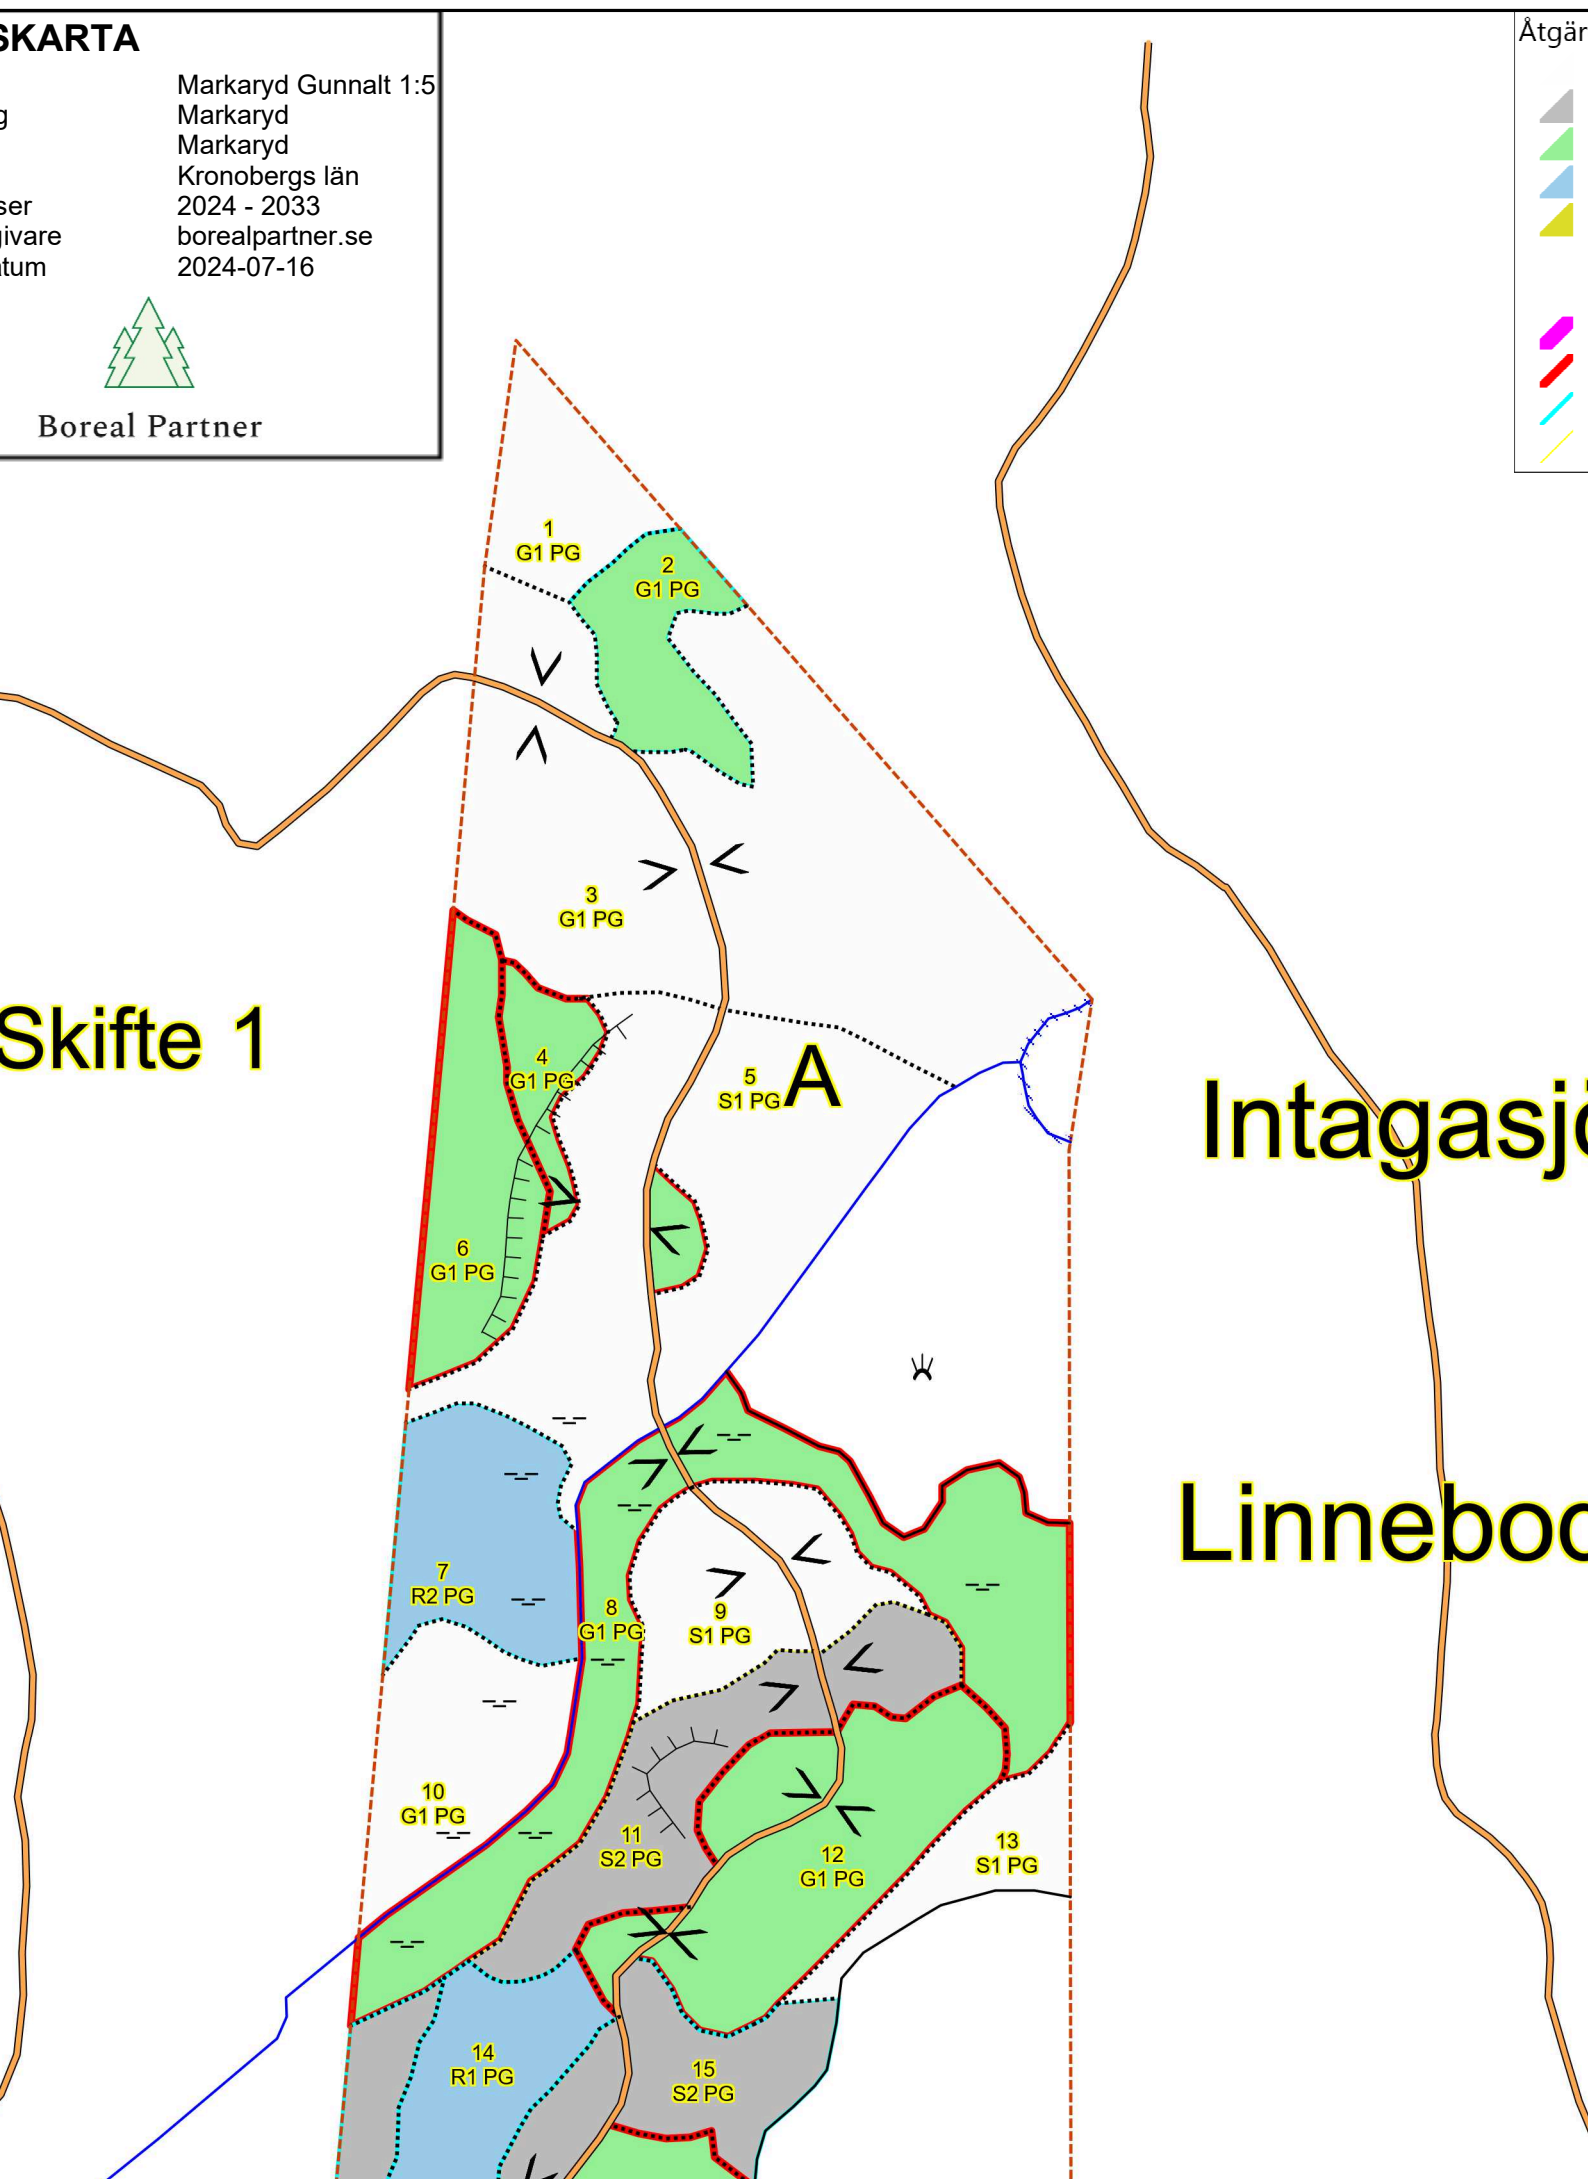 SKARTA
Markaryd Gunnalt 1:5
g
Markaryd
Markaryd
Kronobergs län
ser
2024 - 2033
givare
borealpartner.se
tum
2024-07-16
Boreal Partner
Åtgär
1
G1 PG
2
G1 PG
3
G1 PG
Skifte 1
4
G1 PG
5
S1 PG
A
Intagasjö
6
G1 PG
Linneboc
7
R2 PG
8
G1 PG
9
S1 PG
10
G1 PG
11
S2 PG
12
G1 PG
13
S1 PG
14
R1 PG
15
S2 PG